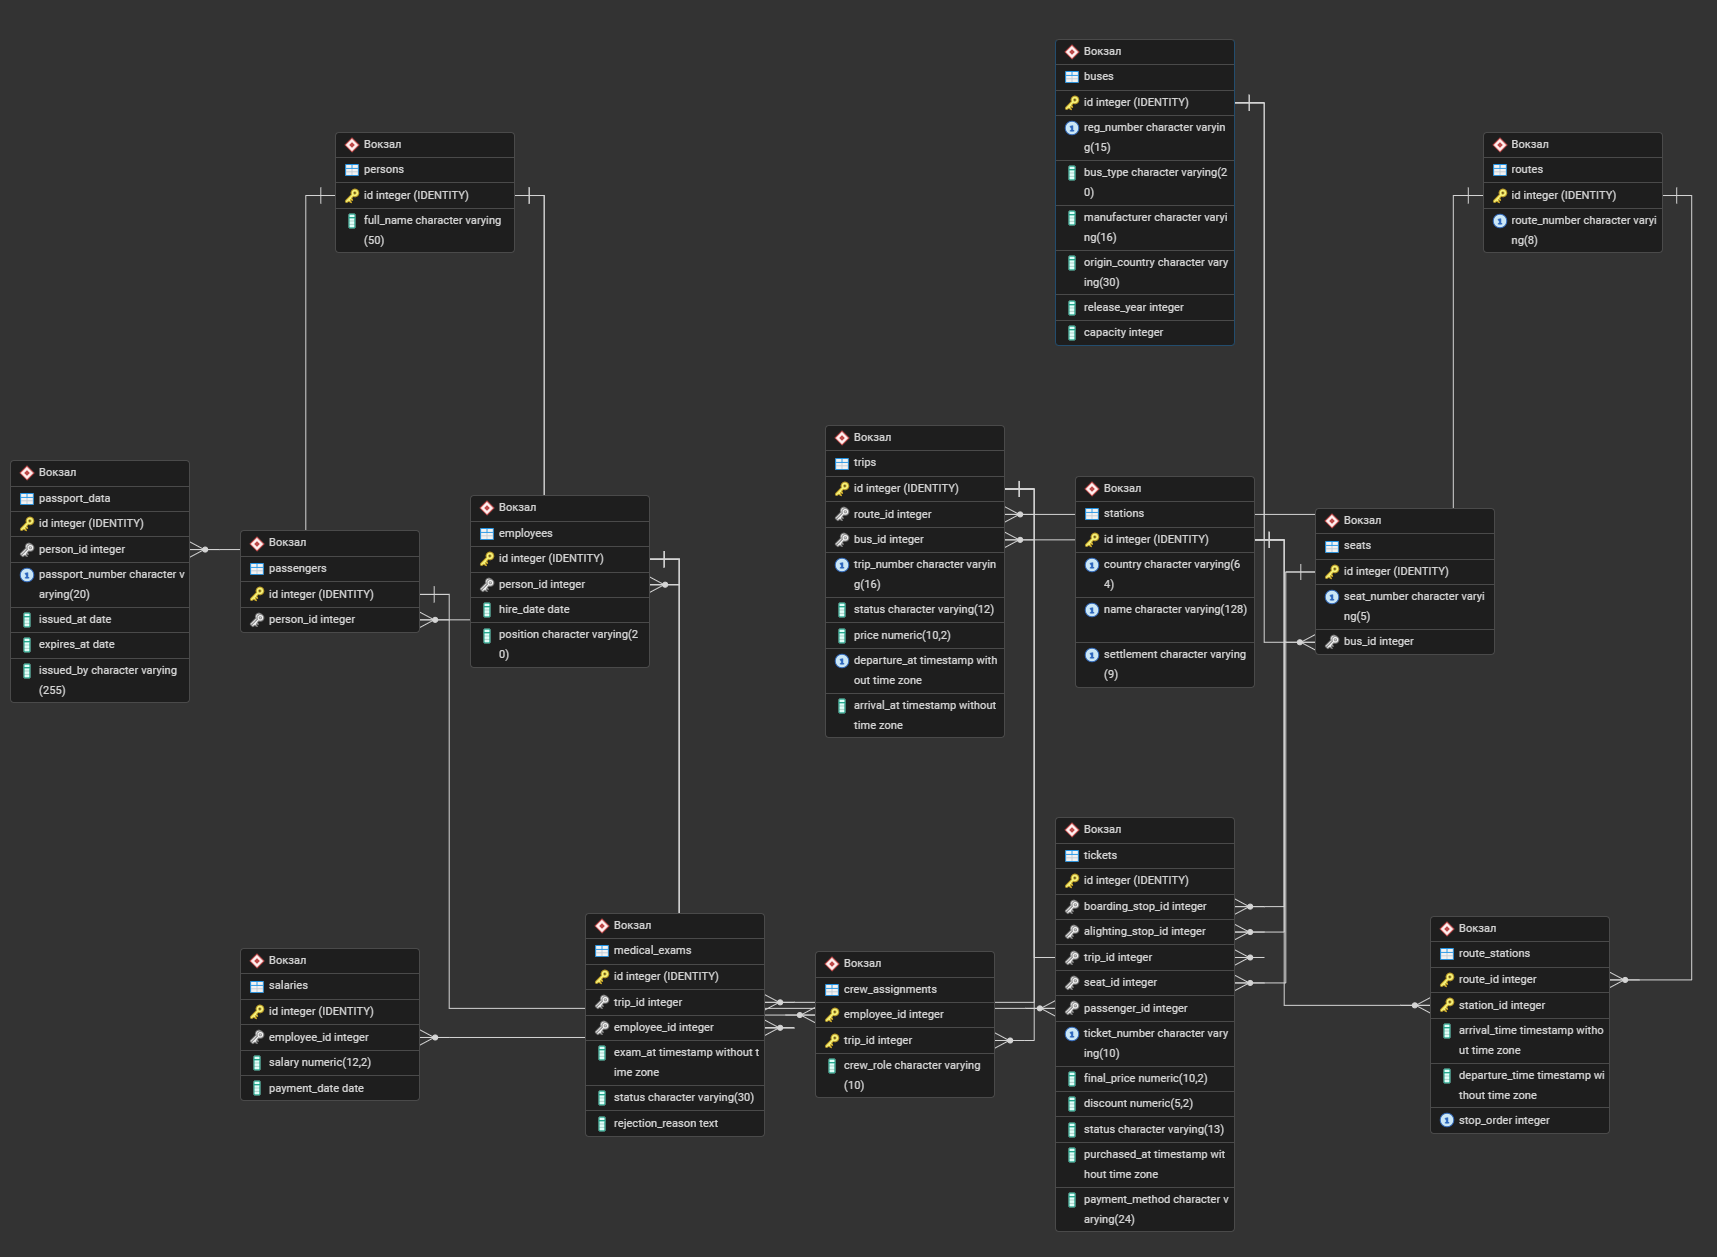 Вокзал
buses
id integer (IDENTITY)
reg_number character varyin
g(15)
bus_type character varying(2
0)
manufacturer character varyi
ng(16)
origin_country character vary
ing(30)
release_year integer
capacity integer
Вокзал
persons
id integer (IDENTITY)
full_name character varying
(50)
Вокзал
routes
id integer (IDENTITY)
route_number character varyi
ng(8)
Вокзал
passport_data
id integer (IDENTITY)
person_id integer
passport_number character v
arying(20)
issued_at date
expires_at date
issued_by character varying
(255)
Вокзал
passengers
id integer (IDENTITY)
person_id integer
Вокзал
employees
id integer (IDENTITY)
person_id integer
hire_date date
position character varying(2
0)
Вокзал
trips
id integer (IDENTITY)
route_id integer
bus_id integer
trip_number character varyin
g(16)
status character varying(12)
price numeric(10,2)
departure_at timestamp with
out time zone
arrival_at timestamp without
time zone
Вокзал
stations
id integer (IDENTITY)
country character varying(6
4)
name character varying(128)
settlement character varying
(9)
Вокзал
seats
id integer (IDENTITY)
seat_number character varyi
ng(5)
bus_id integer
Вокзал
salaries
id integer (IDENTITY)
employee_id integer
salary numeric(12,2)
payment_date date
Вокзал
medical_exams
id integer (IDENTITY)
trip_id integer
employee_id integer
exam_at timestamp without t
ime zone
status character varying(30)
rejection_reason text
Вокзал
crew_assignments
employee_id integer
trip_id integer
crew_role character varying
(10)
Вокзал
tickets
id integer (IDENTITY)
boarding_stop_id integer
alighting_stop_id integer
trip_id integer
seat_id integer
passenger_id integer
ticket_number character vary
ing(10)
final_price numeric(10,2)
discount numeric(5,2)
status character varying(13)
purchased_at timestamp wit
hout time zone
payment_method character v
arying(24)
Вокзал
route_stations
route_id integer
station_id integer
arrival_time timestamp witho
ut time zone
departure_time timestamp wi
thout time zone
stop_order integer